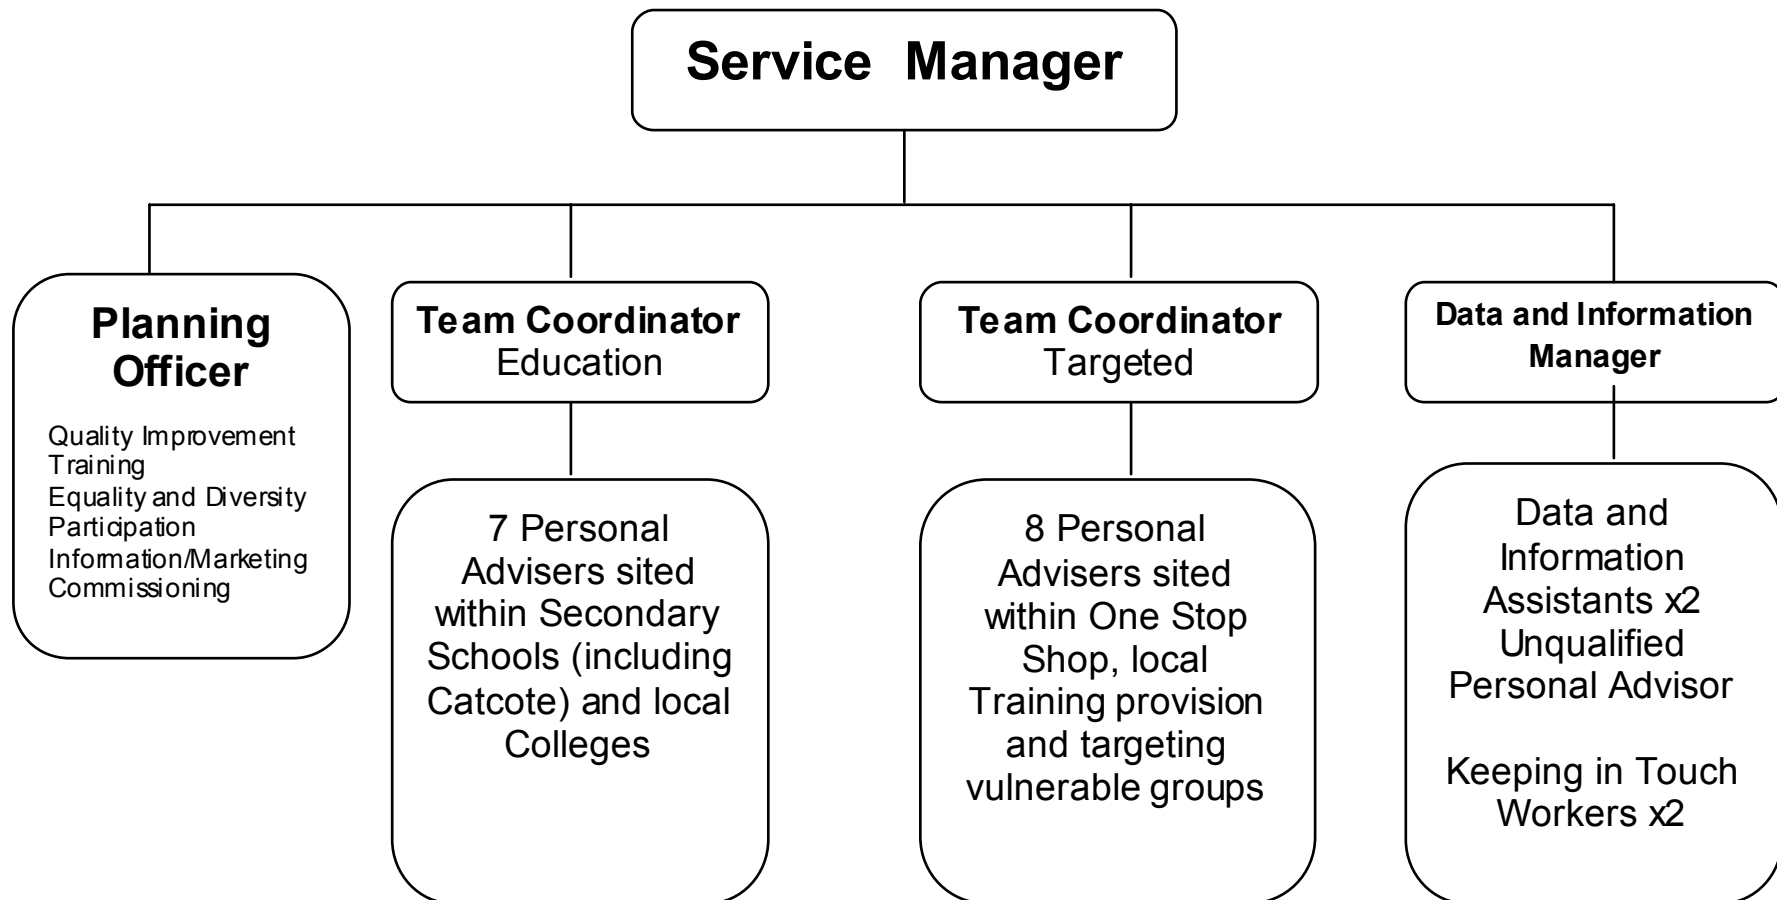 Service Manager
Planning
Officer
Quality Improvement
Training
Equality and Diversity
Participation
Information/Marketing
Commissioning
Team Coordinator
Education
7 Personal
Advisers sited
within Secondary
Schools (including
Catcote) and local
Colleges
Team Coordinator
Targeted
8 Personal
Advisers sited
within One Stop
Shop, local
Training provision
and targeting
vulnerable groups
Data and Information
Manager
Data and
Information
Assistants x2
Unqualified
Personal Advisor
Keeping in Touch
Workers x2